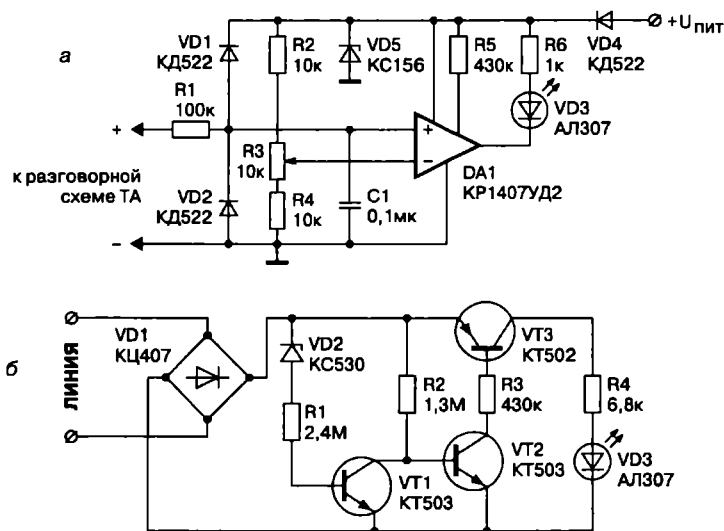 а
VD1
КД522
R1
100к
+
к разговорной
схеме ТА
VD2
КД522
−
R2
10к
R3
10к
R4
10к
VD5
КС156
C1
0,1мк
+
−
DA1
КР1407УД2
R5
430к
R6
1к
VD3
АЛ307
VD4
КД522
+Uпит
б
ЛИНИЯ
VD1
КЦ407
VD2
КС530
R1
2,4М
VT1
КТ503
R2
1,3М
VT2
КТ503
R3
430к
VT3
КТ502
R4
6,8к
VD3
АЛ307